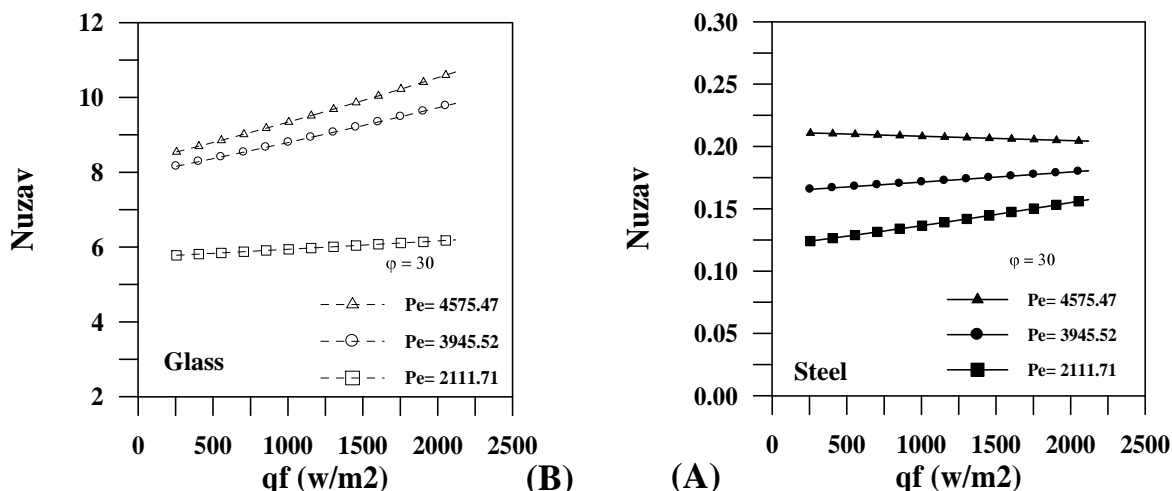 12
10
8
6
4
2
Nuzav
φ = 30
Pe= 4575.47
Pe= 3945.52
Pe= 2111.71
Glass
0 500 1000 1500 2000 2500
qf (w/m2)
(B)
0.30
0.25
0.20
0.15
0.10
0.05
0.00
Nuzav
φ = 30
Pe= 4575.47
Pe= 3945.52
Pe= 2111.71
Steel
0 500 1000 1500 2000 2500
qf (w/m2)
(A)